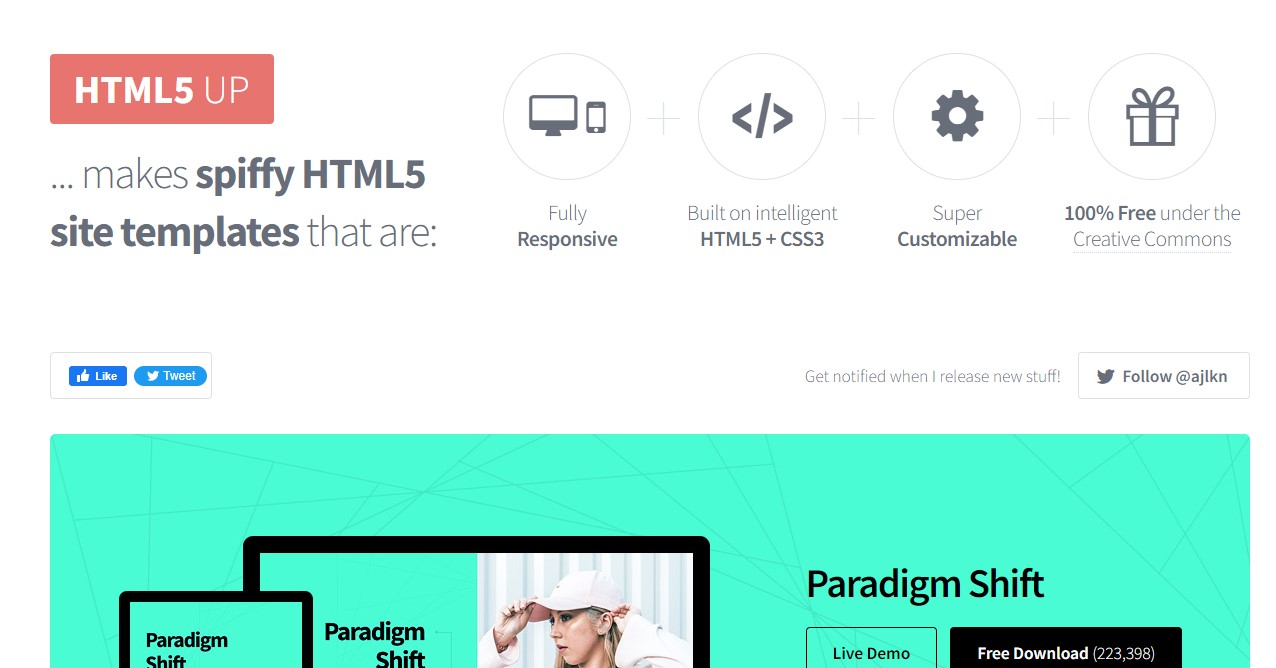 HTML5 UP
... makes spiffy HTML5
site templates that are:
Fully
Responsive
Built on intelligent
HTML5 + CSS3
Super
Customizable
100% Free under the
Creative Commons
Like
Tweet
Get notified when I release new stuff!
Follow @ajlkn
Paradigm
Shift
Paradigm
Shift
Paradigm Shift
Live Demo
Free Download (223,398)